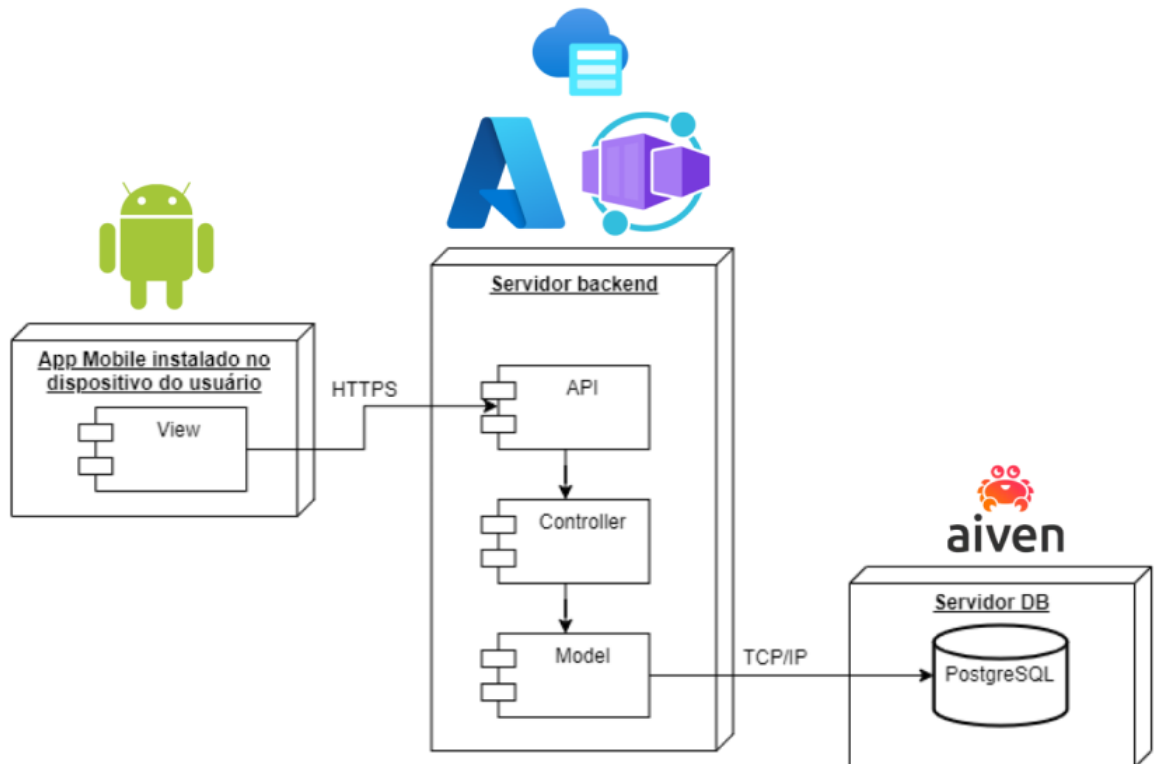 Servidor backend
App Mobile instalado no
dispositivo do usuário
View
HTTPS
API
Controller
Model
TCP/IP
aiven
Servidor DB
PostgreSQL